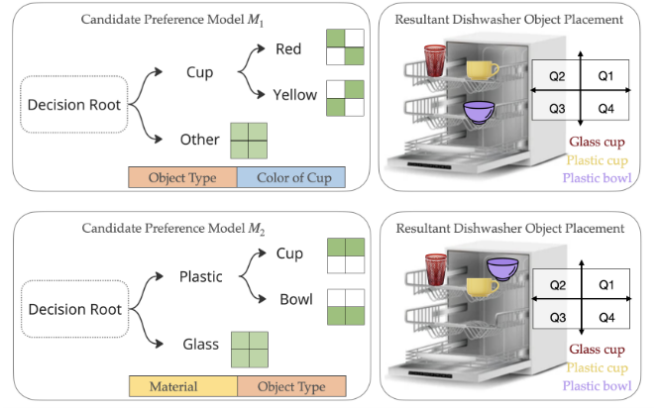 Candidate Preference Model M₁
Decision Root
Cup
Red
Yellow
Other
Object Type
Color of Cup
Resultant Dishwasher Object Placement
Q2
Q1
Q3
Q4
Glass cup
Plastic cup
Plastic bowl
Candidate Preference Model M₂
Decision Root
Plastic
Cup
Bowl
Glass
Material
Object Type
Resultant Dishwasher Object Placement
Q2
Q1
Q3
Q4
Glass cup
Plastic cup
Plastic bowl